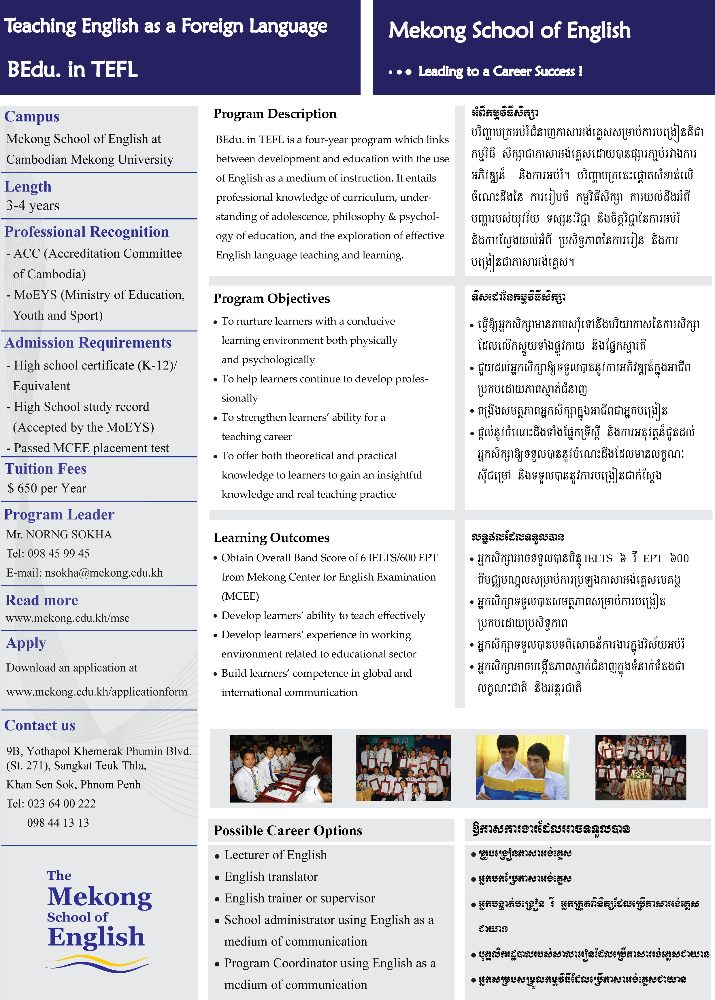 Teaching English as a Foreign Language
BEdu. in TEFL
Mekong School of English
Leading to a Career Success !
Campus
Mekong School of English at
Cambodian Mekong University
Length
3-4 years
Professional Recognition
- ACC (Accreditation Committee
of Cambodia)
- MoEYS (Ministry of Education,
Youth and Sport)
Admission Requirements
- High school certificate (K-12)/
Equivalent
- High School study record
(Accepted by the MoEYS)
- Passed MCEE placement test
Tuition Fees
$ 650 per Year
Program Leader
Mr. NORNG SOKHA
Tel: 098 45 99 45
E-mail: nsokha@mekong.edu.kh
Read more
www.mekong.edu.kh/mse
Apply
Download an application at
www.mekong.edu.kh/applicationform
Contact us
9B, Yothapol Khemerak Phumin Blvd.
(St. 271), Sangkat Teuk Thla,
Khan Sen Sok, Phnom Penh
Tel: 023 64 00 222
098 44 13 13
The
Mekong
School of
English
Program Description
BEdu. in TEFL is a four-year program which links
between development and education with the use
of English as a medium of instruction. It entails
professional knowledge of curriculum, under-
standing of adolescence, philosophy & psychol-
ogy of education, and the exploration of effective
English language teaching and learning.
អំពីកម្មវិធីសិក្សា
បរិញ្ញាបត្រអប់រំជំនាញភាសាអង់គ្លេសសម្រាប់ការបង្រៀនគឺជា
កម្មវិធី សិក្សាជាភាសាអង់គ្លេសដោយបានផ្សារភ្ជាប់រវាងការ
អភិវឌ្ឍន៍ និងការអប់រំ។ បរិញ្ញាបត្រនេះផ្តោតសំខាន់លើ
ចំណេះដឹងនៃ ការរៀបចំ កម្មវិធីសិក្សា ការយល់ដឹងអំពី
បញ្ហារបស់យុវវ័យ ទស្សនៈវិជ្ជា និងចិត្តវិជ្ជានៃការអប់រំ
និងការស្វែងយល់អំពី ប្រសិទ្ធភាពនៃការរៀន និងការ
បង្រៀនជាភាសាអង់គ្លេស។
Program Objectives
• To nurture learners with a conducive
learning environment both physically
and psychologically
• To help learners continue to develop profes-
sionally
• To strengthen learners’ ability for a
teaching career
• To offer both theoretical and practical
knowledge to learners to gain an insightful
knowledge and real teaching practice
ទិសដៅនៃកម្មវិធីសិក្សា
• ធ្វើឱ្យអ្នកសិក្សាមានភាពស៊ាំទៅនឹងបរិយាកាសនៃការសិក្សា
ដែលលើកស្ទួយទាំងផ្លូវកាយ និងផ្នែកស្មារតី
• ជួយដល់អ្នកសិក្សាឱ្យទទួលបាននូវការអភិវឌ្ឍន៍ក្នុងអាជីព
ប្រកបដោយភាពស្ទាត់ជំនាញ
• ពង្រឹងសមត្ថភាពអ្នកសិក្សាក្នុងអាជីពជាអ្នកបង្រៀន
• ផ្តល់នូវចំណេះដឹងទាំងផ្នែកទ្រឹស្តី និងការអនុវត្តន៍ជូនដល់
អ្នកសិក្សាឱ្យទទួលបាននូវចំណេះដឹងដែលមានលក្ខណៈ
ស៊ីជម្រៅ និងទទួលបាននូវការបង្រៀនជាក់ស្តែង
Learning Outcomes
• Obtain Overall Band Score of 6 IELTS/600 EPT
from Mekong Center for English Examination
(MCEE)
• Develop learners’ ability to teach effectively
• Develop learners‘ experience in working
environment related to educational sector
• Build learners’ competence in global and
international communication
លទ្ធផលដែលទទួលបាន
• អ្នកសិក្សាអាចទទួលបានពិន្ទុ IELTS ៦ រឺ EPT ៦០០
ពីមជ្ឈមណ្ឌលសម្រាប់ការប្រឡងភាសាអង់គ្លេសមេគង្គ
• អ្នកសិក្សាទទួលបានសមត្ថភាពសម្រាប់ការបង្រៀន
ប្រកបដោយប្រសិទ្ធភាព
• អ្នកសិក្សាទទួលបានបទពិសោធន៍ការងារក្នុងវិស័យអប់រំ
• អ្នកសិក្សាអាចបង្កើនភាពស្ទាត់ជំនាញក្នុងទំនាក់ទំនងជា
លក្ខណៈជាតិ និងអន្តរជាតិ
Possible Career Options
• Lecturer of English
• English translator
• English trainer or supervisor
• School administrator using English as a
medium of communication
• Program Coordinator using English as a
medium of communication
ឱកាសការងារដែលអាចទទួលបាន
• គ្រូបង្រៀនភាសាអង់គ្លេស
• អ្នកបកប្រែភាសាអង់គ្លេស
• អ្នកបង្ហាត់បង្រៀន រឺ អ្នកត្រួតពិនិត្យដែលប្រើភាសាអង់គ្លេស
ជាយាន
• បុគ្គលិករដ្ឋបាលរបស់សាលារៀនដែលប្រើភាសាអង់គ្លេសជាយាន
• អ្នកសម្របសម្រួលកម្មវិធីដែលប្រើភាសាអង់គ្លេសជាយាន